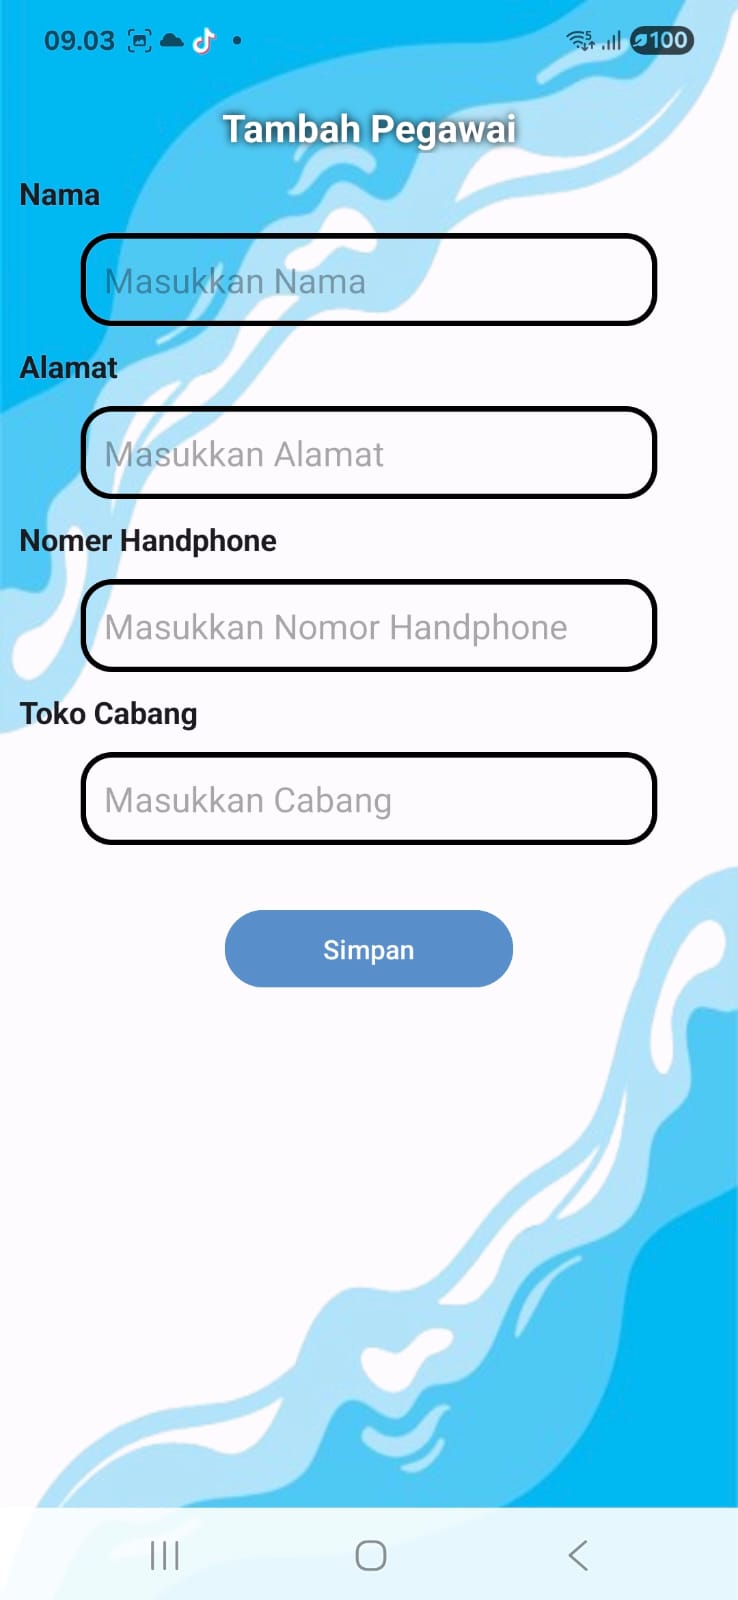 09.03
5
100
Tambah Pegawai
Nama
Masukkan Nama
Alamat
Masukkan Alamat
Nomer Handphone
Masukkan Nomor Handphone
Toko Cabang
Masukkan Cabang
Simpan